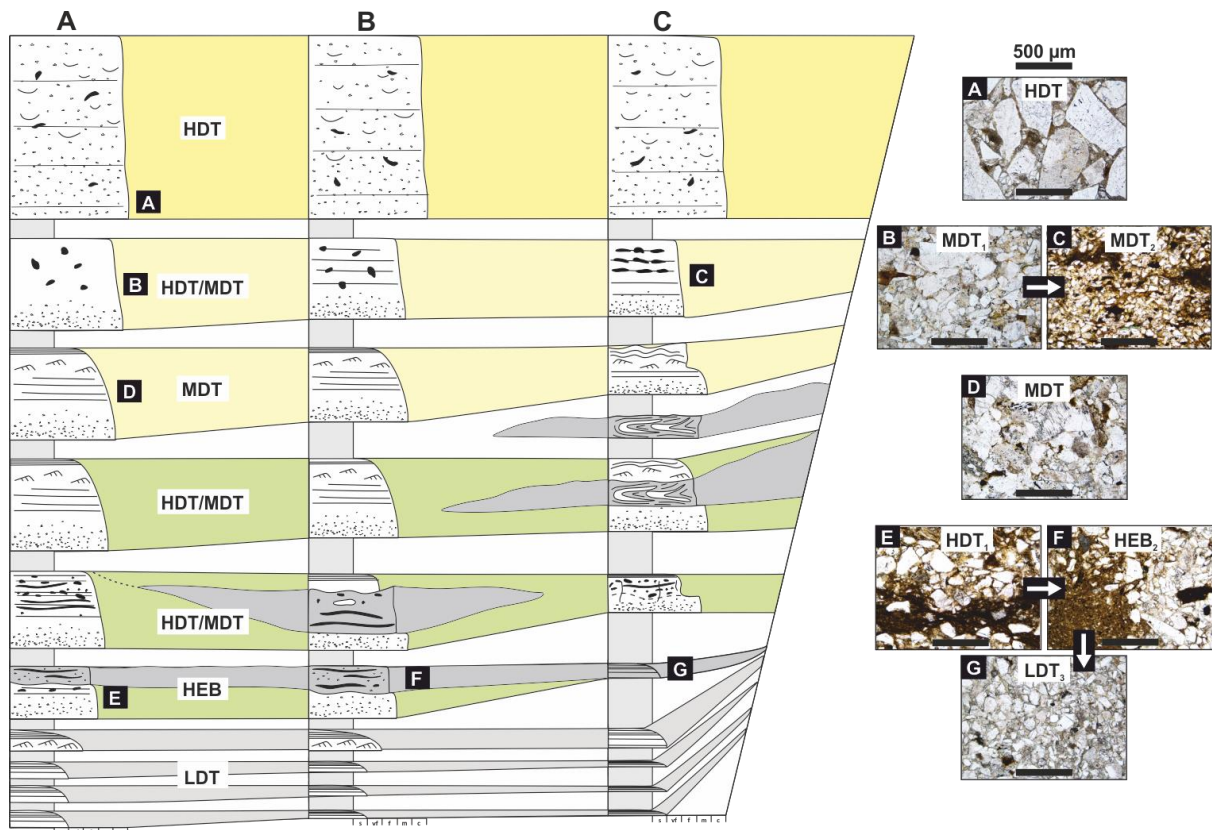 A B C
HDT
A
B HDT/MDT C
D MDT
HDT/MDT
HDT/MDT
E HEB F G
LDT
s vf f m c
s vf f m c
500 µm
A HDT
B MDT1 C MDT2
D MDT
E HDT1 F HEB2
G LDT3